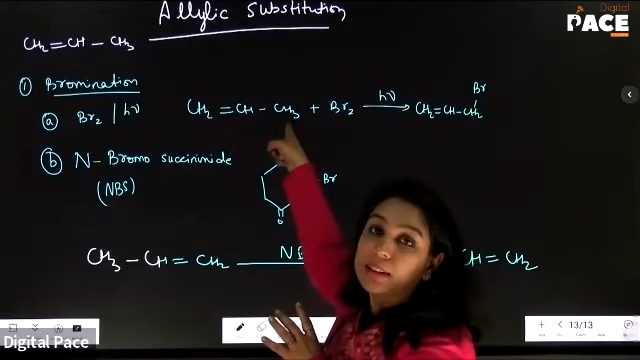 Allylic Substitution
Digital
PACE
CH₂=CH-CH₃
① Bromination
ⓐ Br₂ | hν
CH₂=CH-CH₃ + Br₂ hν CH₂=CH-CH₂
Br
ⓑ N-Bromo succinimide
(NBS)
Br
O
CH₃-CH=CH₂ NB
CH=CH₂
Digital Pace
13/13